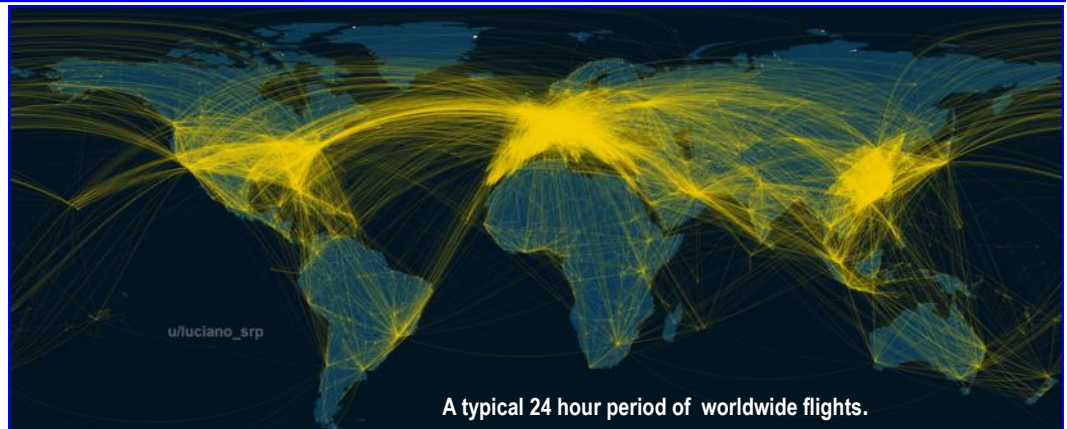 u/luciano_srp
A typical 24 hour period of worldwide flights.